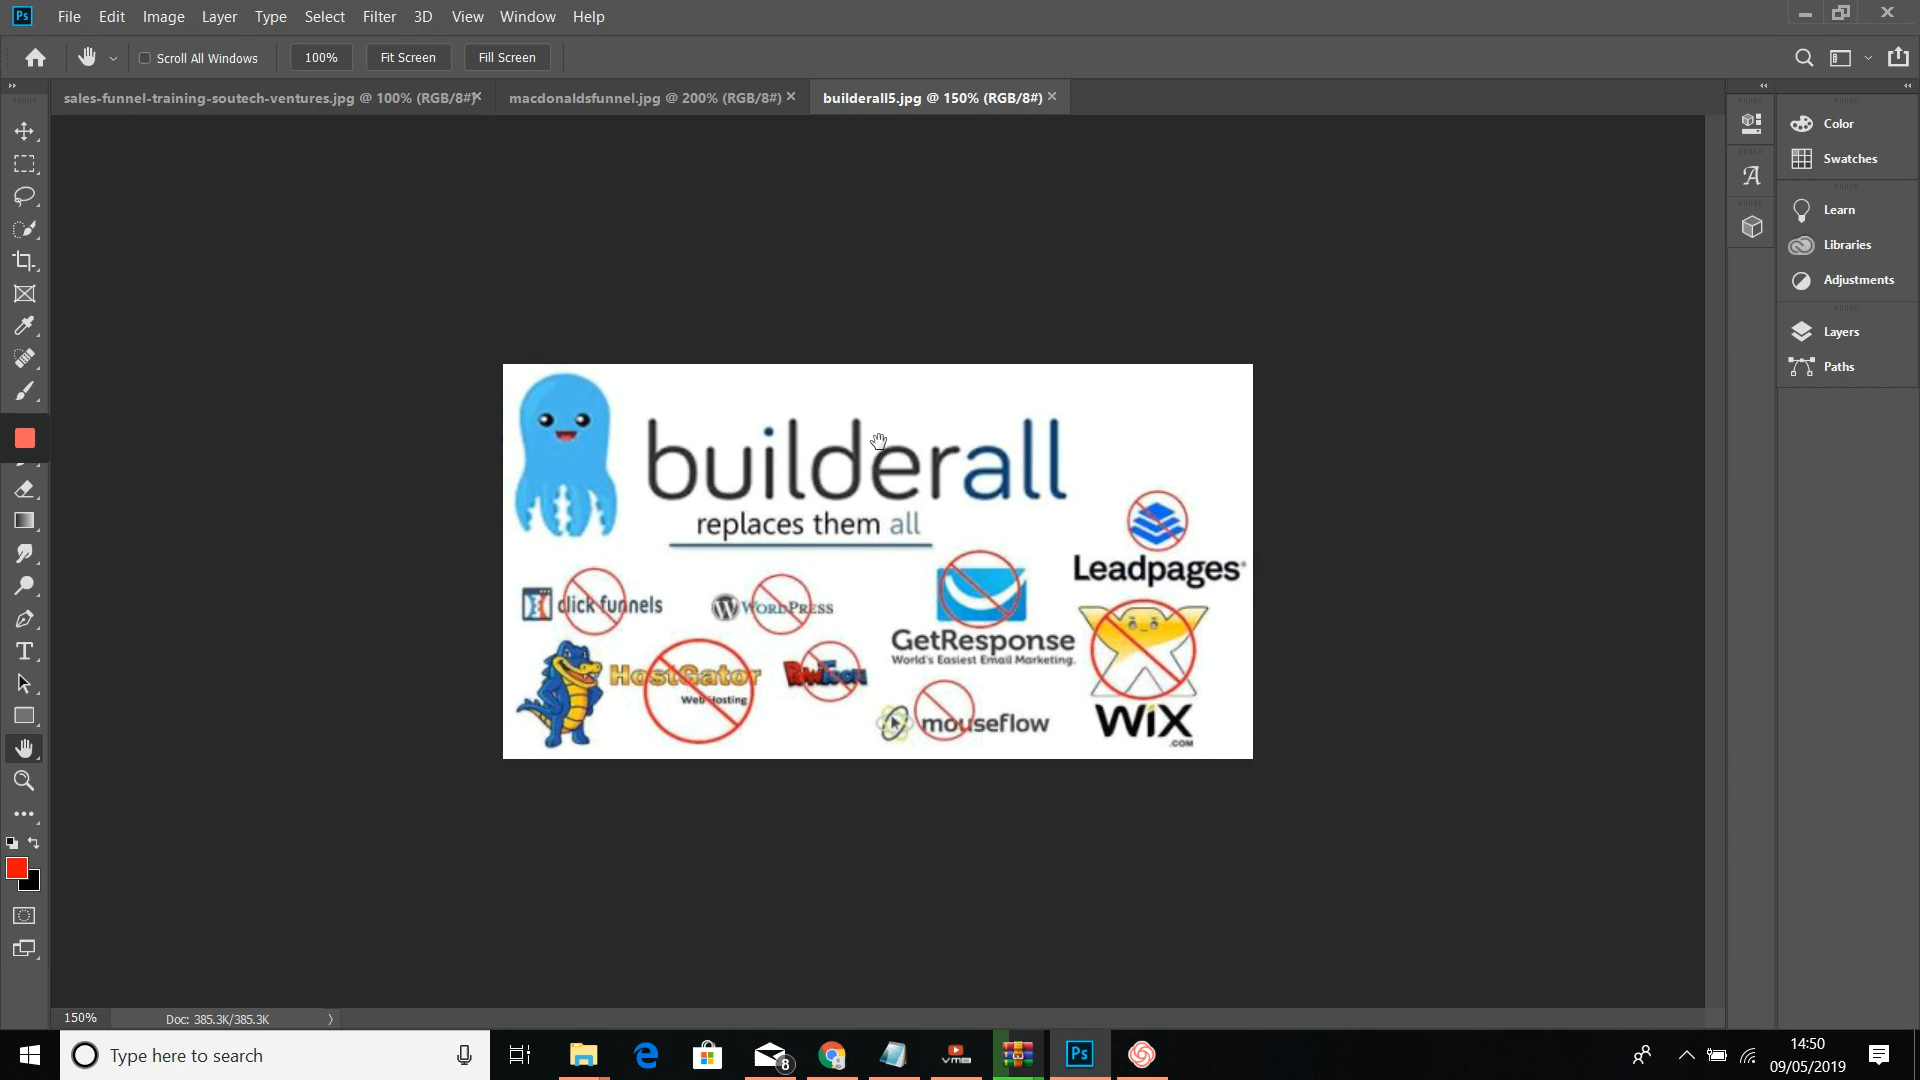 File Edit Image Layer Type Select Filter 3D View Window Help
Scroll All Windows 100% Fit Screen Fill Screen
sales-funnel-training-soutech-ventures.jpg @ 100% (RGB/8#) macdonaldsfunnel.jpg @ 200% (RGB/8#) builderall5.jpg @ 150% (RGB/8#)
Color
Swatches
Learn
Libraries
Adjustments
Layers
Paths
builderall
replaces them all
Leadpages
click funnels
WORDPRESS
GetResponse
World's Easiest Email Marketing.
HostGator
Web Hosting
PowToon
mouseflow
WiX
.COM
150% Doc: 385.3K/385.3K
Type here to search
8
vmb
Ps
14:50
09/05/2019